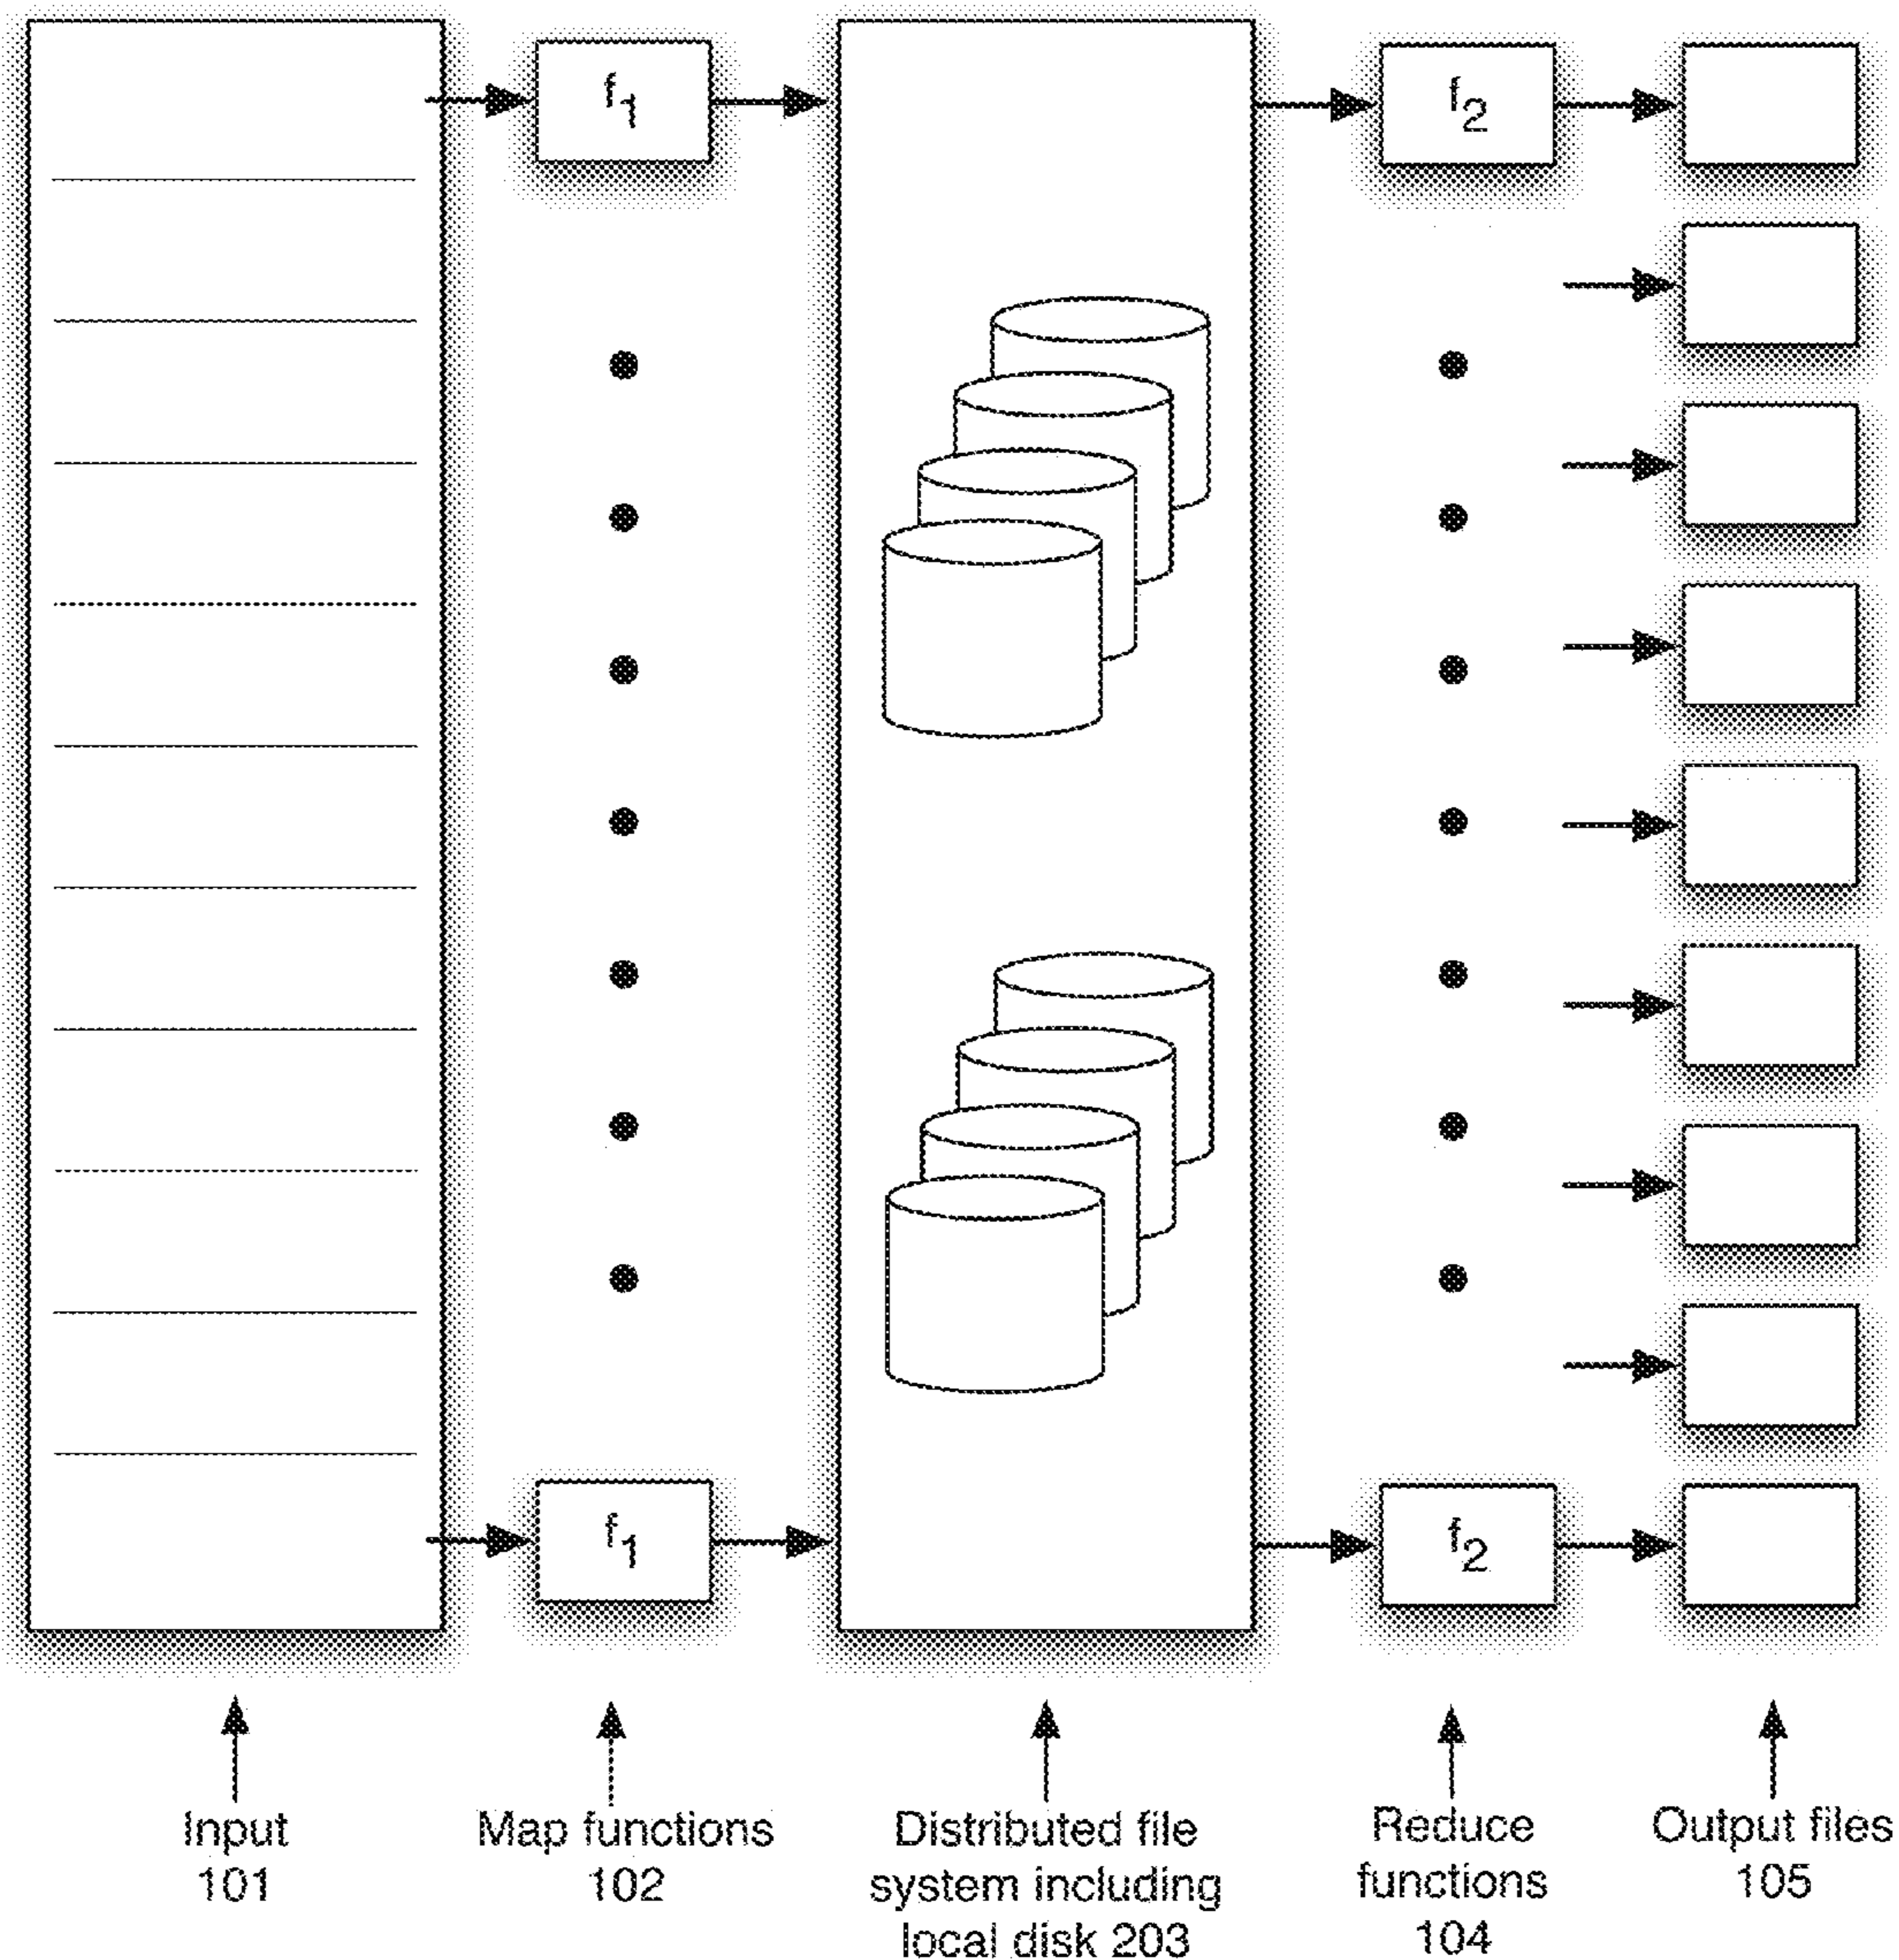 f1
f2
f1
f2
Input
101
Map functions
102
Distributed file
system including
local disk 203
Reduce
functions
104
Output files
105